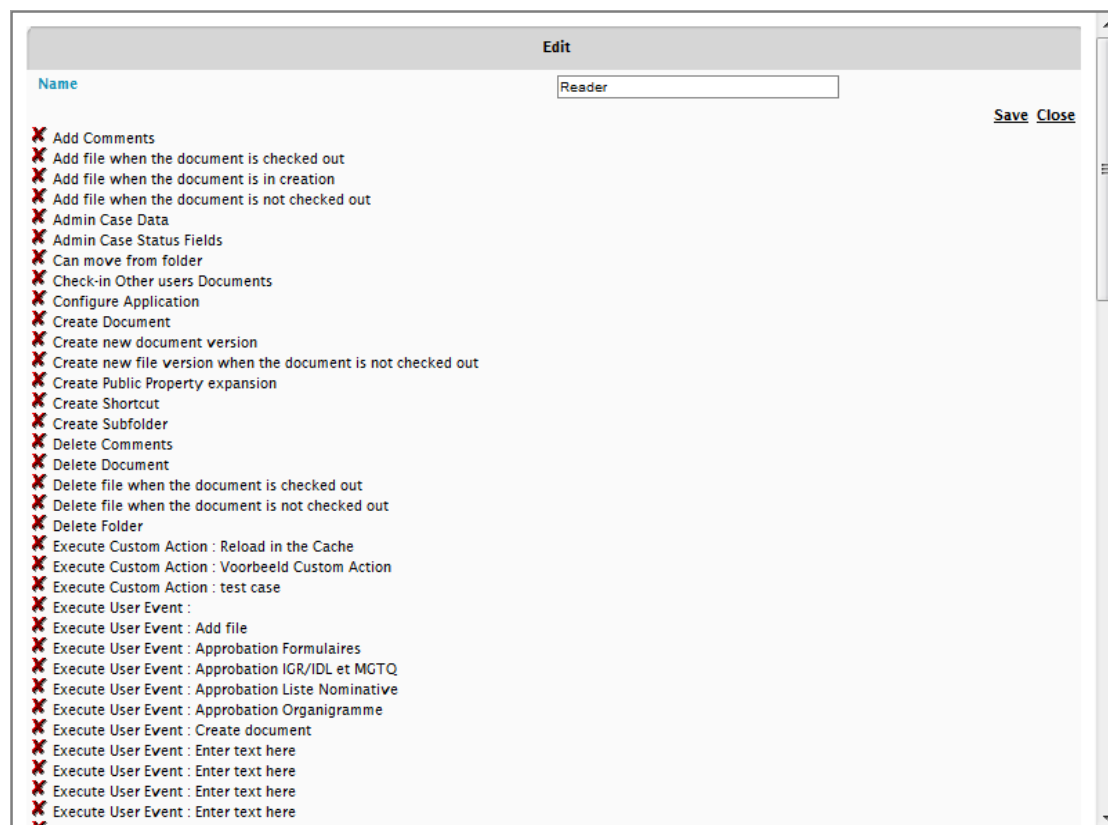 Edit
Name Reader
Save Close
Add Comments
Add file when the document is checked out
Add file when the document is in creation
Add file when the document is not checked out
Admin Case Data
Admin Case Status Fields
Can move from folder
Check-in Other users Documents
Configure Application
Create Document
Create new document version
Create new file version when the document is not checked out
Create Public Property expansion
Create Shortcut
Create Subfolder
Delete Comments
Delete Document
Delete file when the document is checked out
Delete file when the document is not checked out
Delete Folder
Execute Custom Action : Reload in the Cache
Execute Custom Action : Voorbeeld Custom Action
Execute Custom Action : test case
Execute User Event :
Execute User Event : Add file
Execute User Event : Approbation Formulaires
Execute User Event : Approbation IGR/IDL et MGTQ
Execute User Event : Approbation Liste Nominative
Execute User Event : Approbation Organigramme
Execute User Event : Create document
Execute User Event : Enter text here
Execute User Event : Enter text here
Execute User Event : Enter text here
Execute User Event : Enter text here